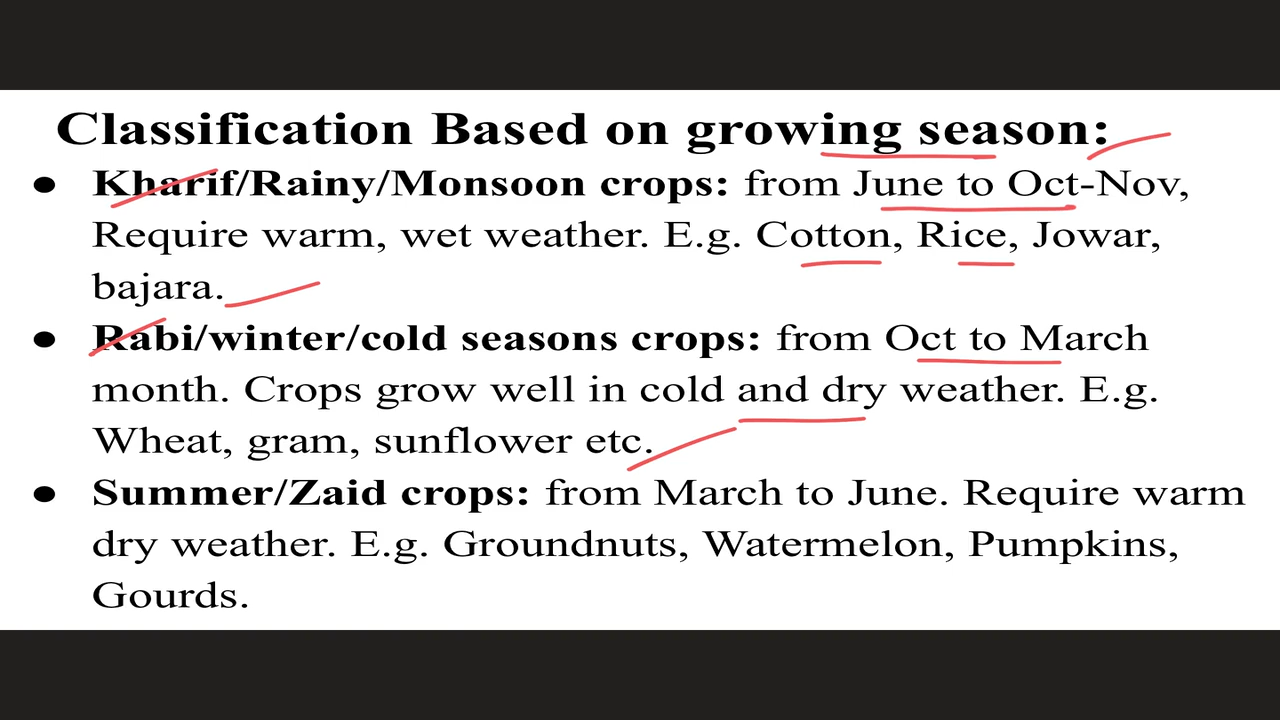 Classification Based on growing season:
● Kharif/Rainy/Monsoon crops: from June to Oct-Nov,
Require warm, wet weather. E.g. Cotton, Rice, Jowar,
bajara.
● Rabi/winter/cold seasons crops: from Oct to March
month. Crops grow well in cold and dry weather. E.g.
Wheat, gram, sunflower etc.
● Summer/Zaid crops: from March to June. Require warm
dry weather. E.g. Groundnuts, Watermelon, Pumpkins,
Gourds.